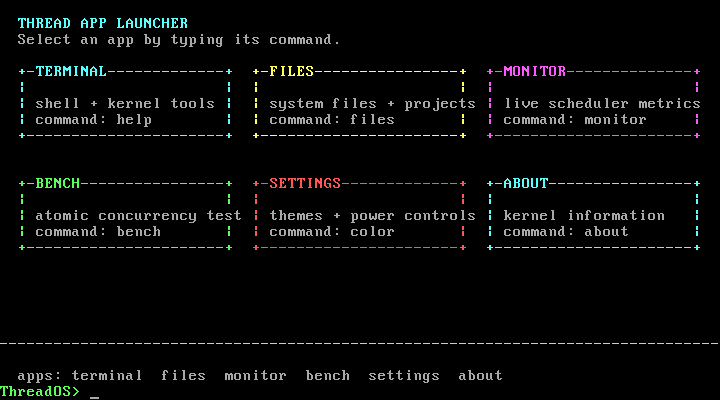 THREAD APP LAUNCHER
Select an app by typing its command.
TERMINAL
shell + kernel tools
command: help
FILES
system files + projects
command: files
MONITOR
live scheduler metrics
command: monitor
BENCH
atomic concurrency test
command: bench
SETTINGS
themes + power controls
command: color
ABOUT
kernel information
command: about
apps: terminal files monitor bench settings about
ThreadOS> _